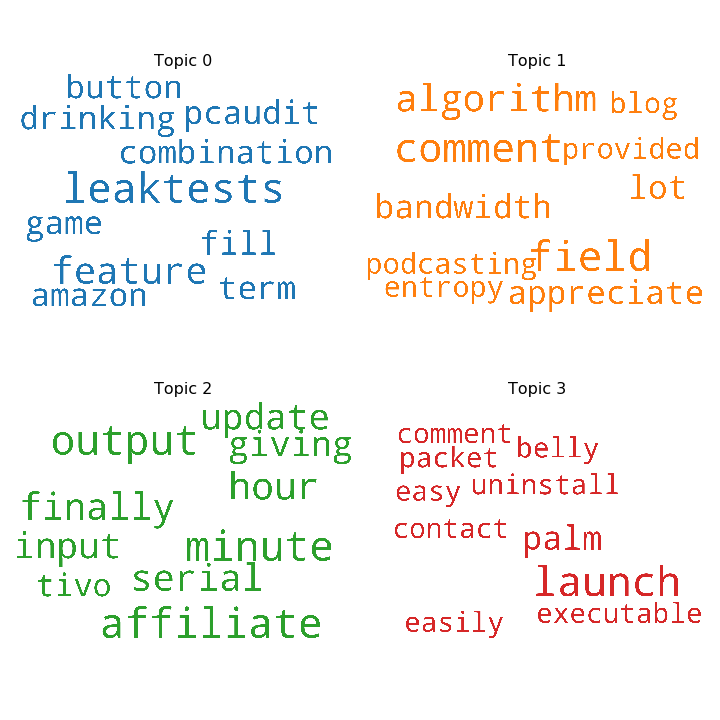 Topic 0
button
drinking pcaudit
combination
leaktests
game
fill
feature
amazon term
Topic 1
algorithm blog
comment provided
lot
bandwidth
field
podcasting
entropy appreciate
Topic 2
update
output giving
hour
finally
input minute
tivo serial
affiliate
Topic 3
comment belly
packet
easy uninstall
contact palm
launch
executable
easily